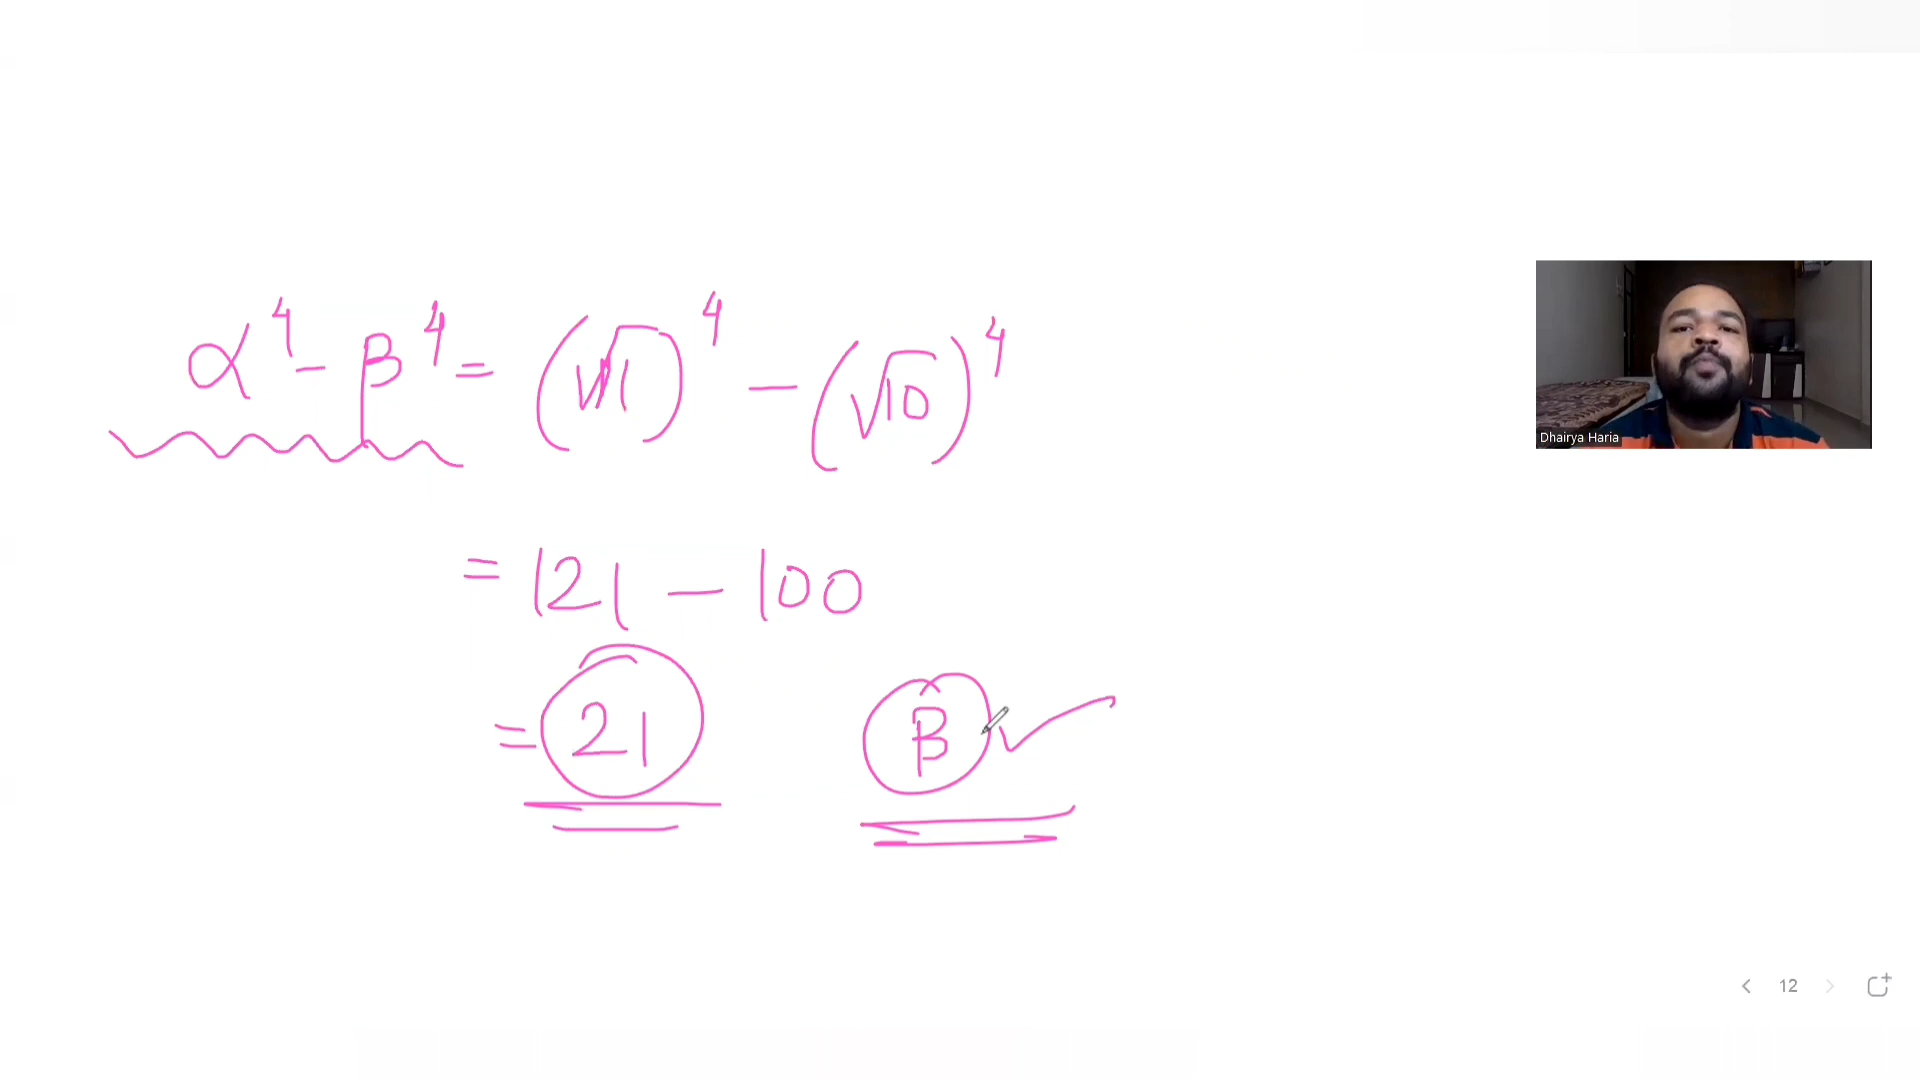 α⁴ - β⁴ = (√11)⁴ - (√10)⁴
= 121 - 100
= 21
B
Dhairya Haria
12